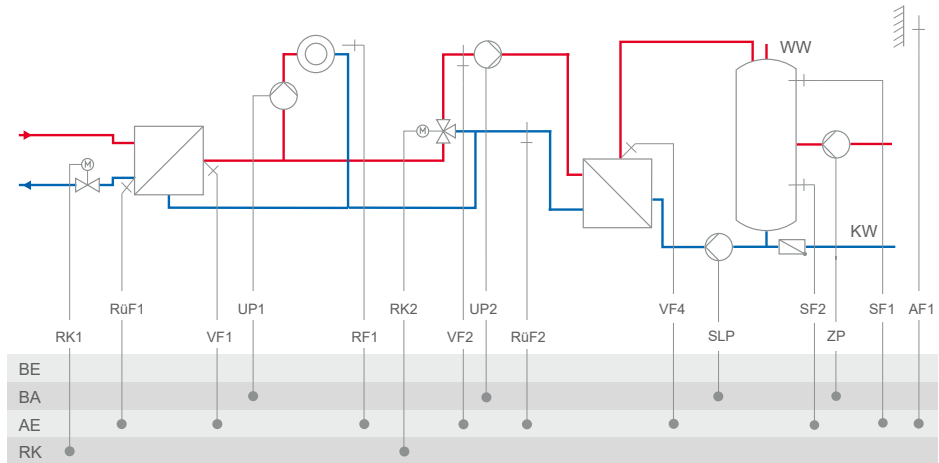 WW
M
M
KW
RüF1 UP1 RK2 UP2 VF4 SF2 SF1 AF1
RK1 VF1 RF1 VF2 RüF2 SLP ZP
BE
BA
AE
RK